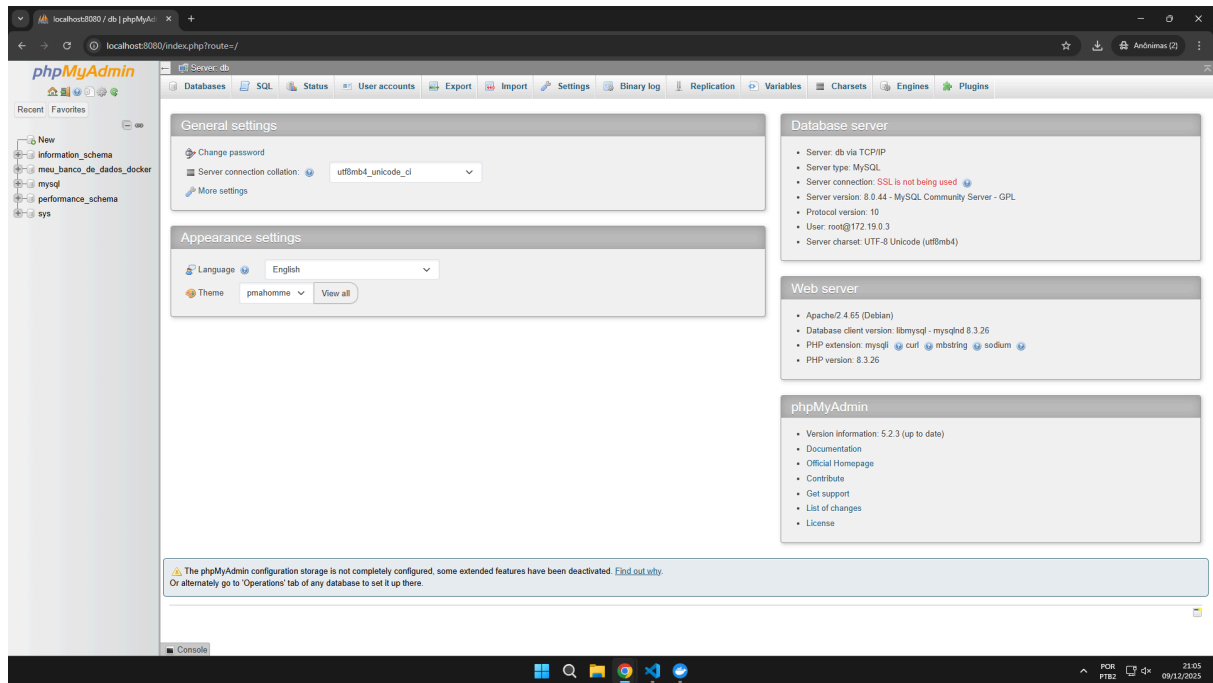 localhost:8080 / db | phpMyAdm
localhost:8080/index.php?route=/
Anônimas (2)
phpMyAdmin
Recent Favorites
New
information_schema
meu_banco_de_dados_docker
mysql
performance_schema
sys
Server: db
Databases SQL Status User accounts Export Import Settings Binary log Replication Variables Charsets Engines Plugins
General settings
Change password
Server connection collation: utf8mb4_unicode_ci
More settings
Appearance settings
Language English
Theme pmahomme View all
Database server
Server: db via TCP/IP
Server type: MySQL
Server connection: SSL is not being used
Server version: 8.0.44 - MySQL Community Server - GPL
Protocol version: 10
User: root@172.19.0.3
Server charset: UTF-8 Unicode (utf8mb4)
Web server
Apache/2.4.65 (Debian)
Database client version: libmysql - mysqlnd 8.3.26
PHP extension: mysqli curl mbstring sodium
PHP version: 8.3.26
phpMyAdmin
Version information: 5.2.3 (up to date)
Documentation
Official Homepage
Contribute
Get support
List of changes
License
The phpMyAdmin configuration storage is not completely configured, some extended features have been deactivated. Find out why.
Or alternately go to 'Operations' tab of any database to set it up there.
Console
POR 21:05
PTB2 09/12/2025